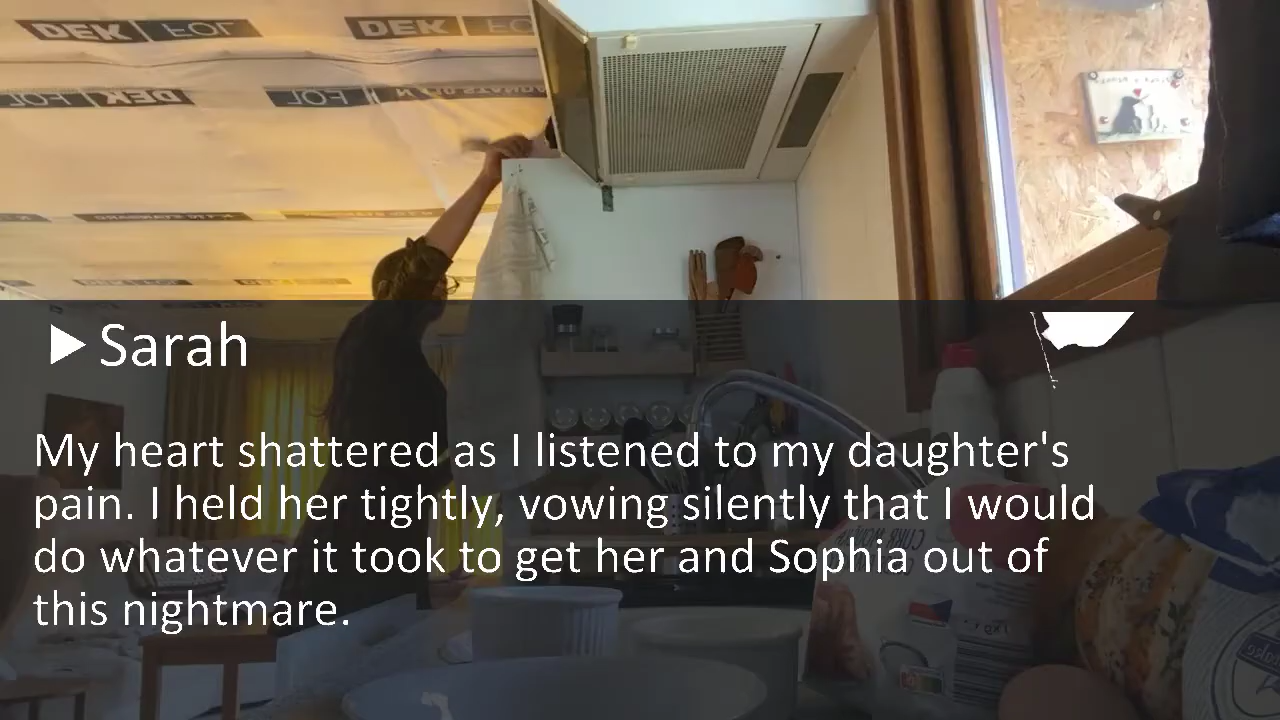 DEK FOL DEK FO
FOL DEK FOL DEK
Sarah
My heart shattered as I listened to my daughter's
pain. I held her tightly, vowing silently that I would
do whatever it took to get her and Sophia out of
this nightmare.